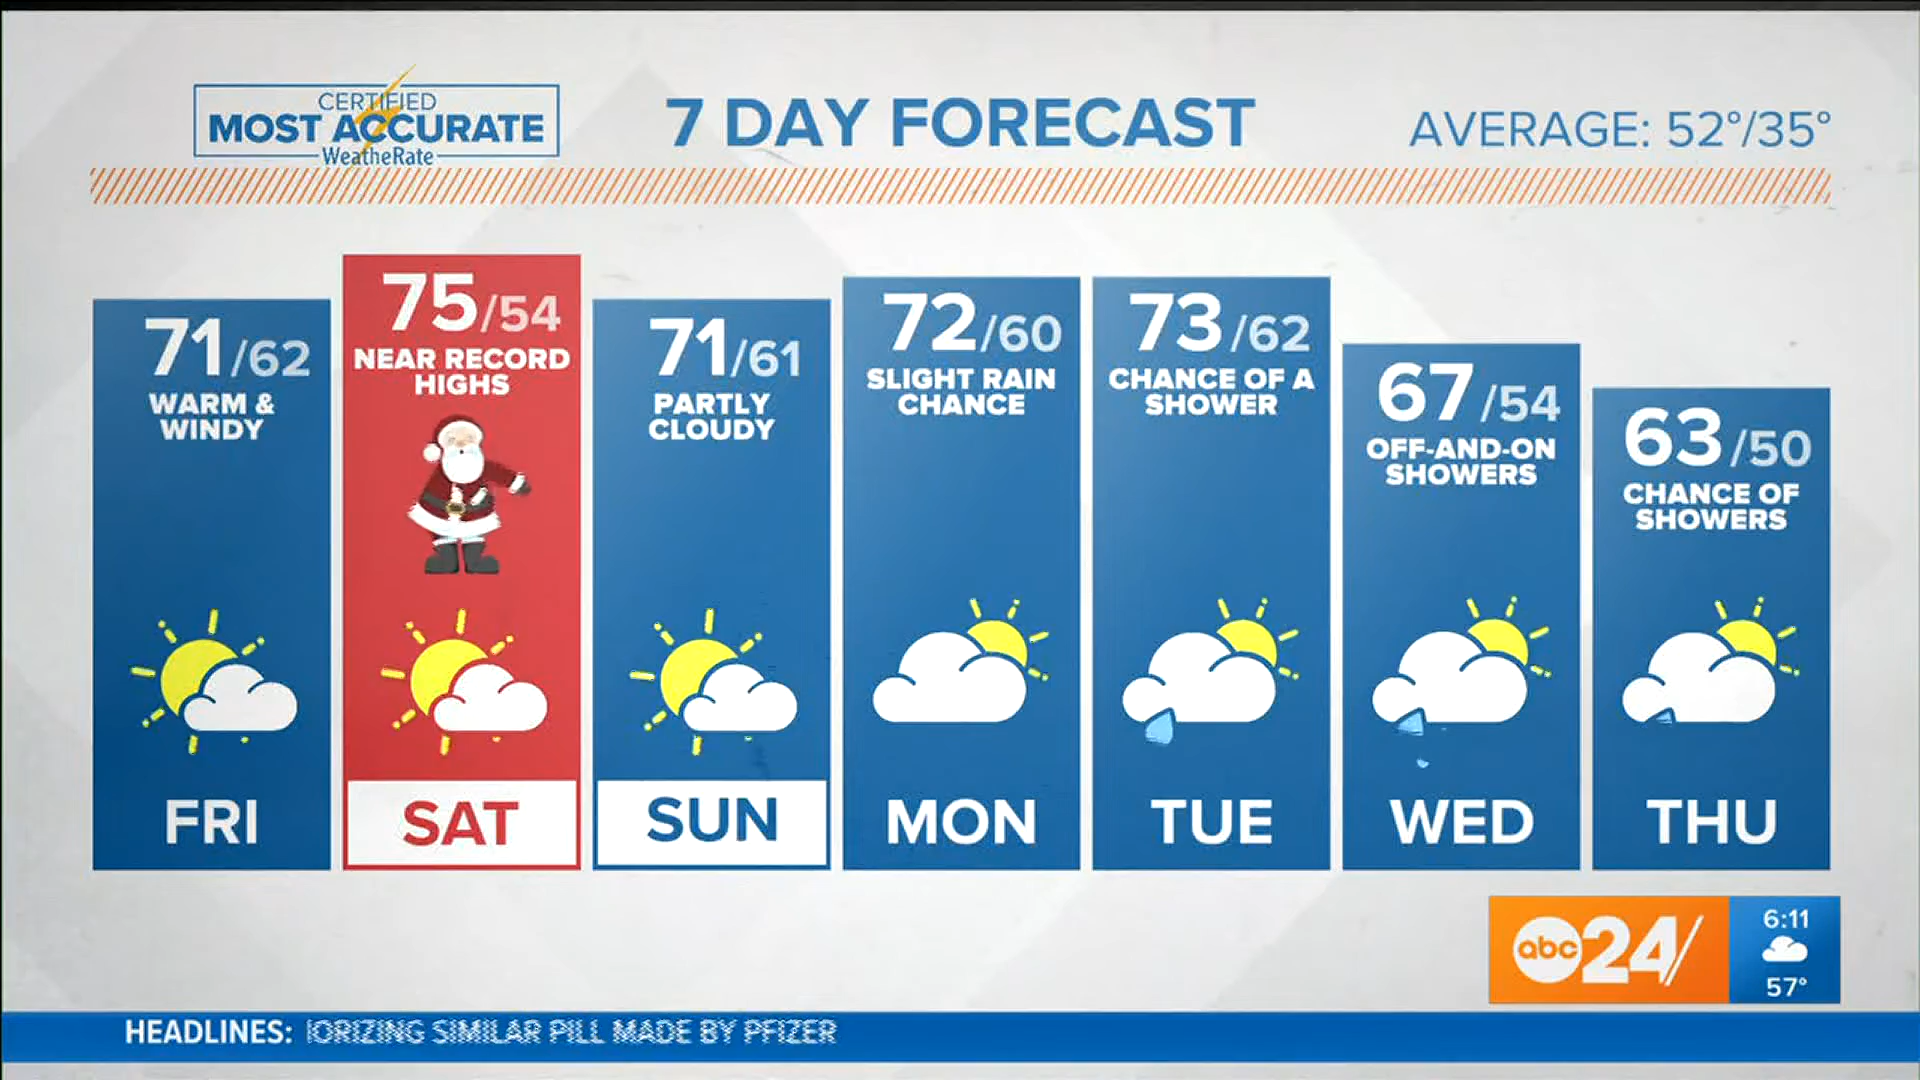 CERTIFIED
MOST ACCURATE
WeatheRate
7 DAY FORECAST
AVERAGE: 52°/35°
71/62
WARM &
WINDY
FRI
75/54
NEAR RECORD
HIGHS
SAT
71/61
PARTLY
CLOUDY
SUN
72/60
SLIGHT RAIN
CHANCE
MON
73/62
CHANCE OF A
SHOWER
TUE
67/54
OFF-AND-ON
SHOWERS
WED
63/50
CHANCE OF
SHOWERS
THU
abc24/
6:11
57°
HEADLINES: IORIZING SIMILAR PILL MADE BY PFIZER